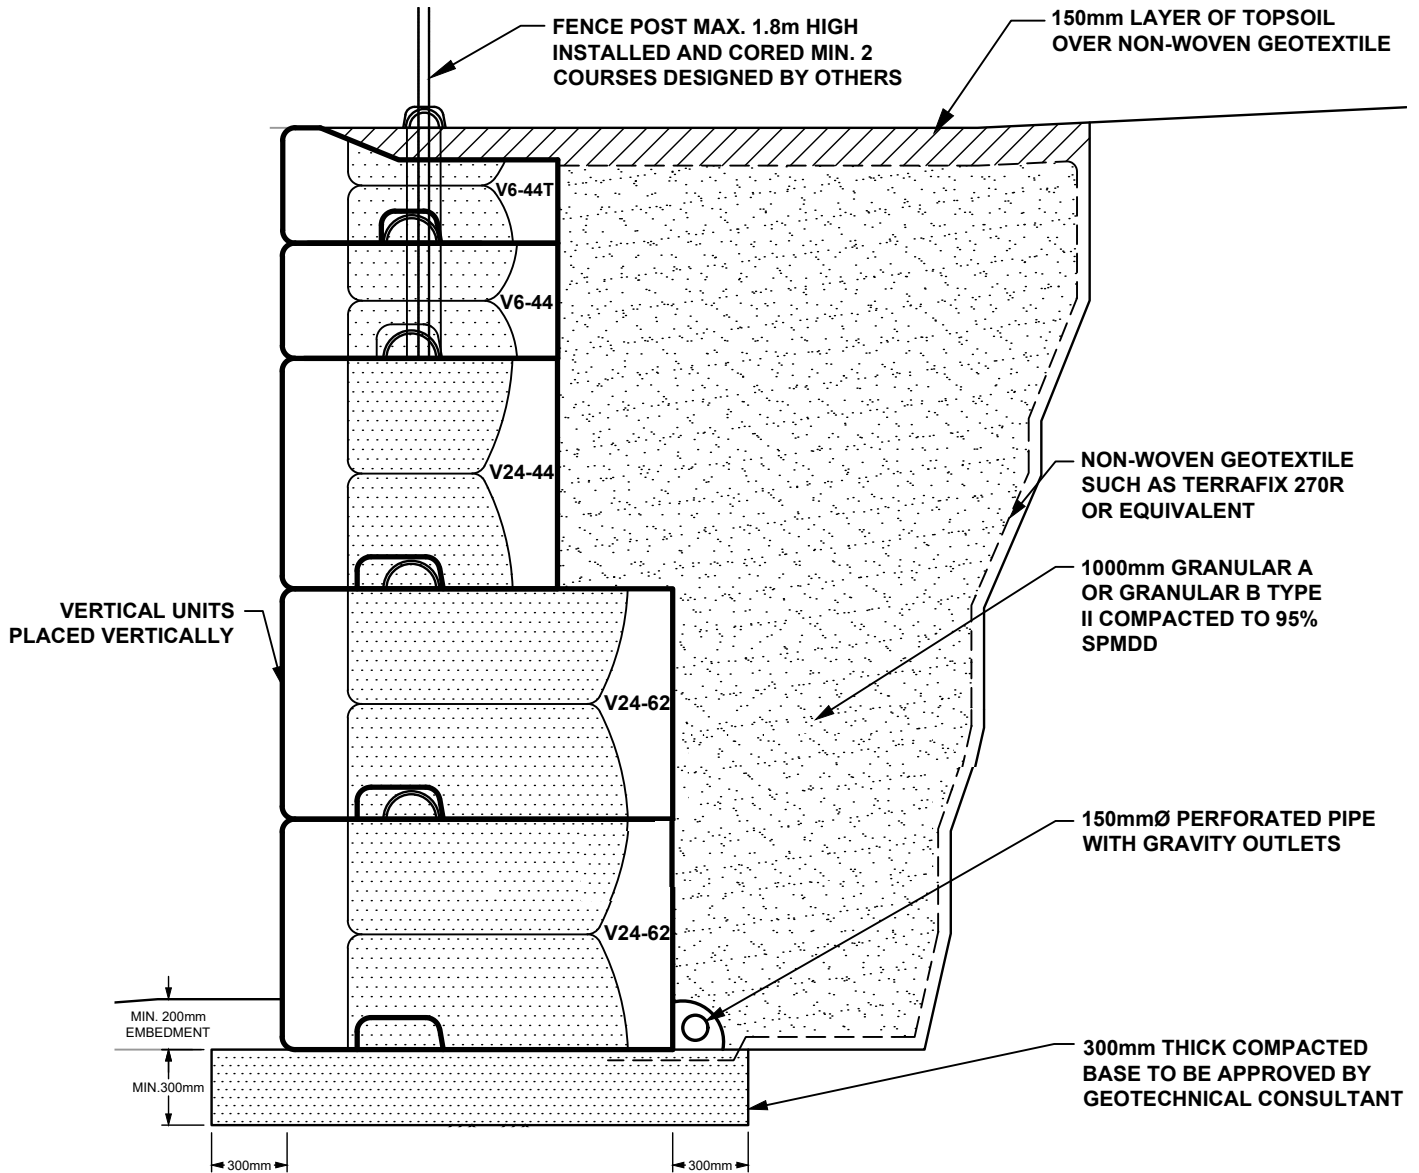 FENCE POST MAX. 1.8m HIGH
INSTALLED AND CORED MIN. 2
COURSES DESIGNED BY OTHERS
150mm LAYER OF TOPSOIL
OVER NON-WOVEN GEOTEXTILE
V6-44T
V6-44
V24-44
NON-WOVEN GEOTEXTILE
SUCH AS TERRAFIX 270R
OR EQUIVALENT
1000mm GRANULAR A
OR GRANULAR B TYPE
II COMPACTED TO 95%
SPMDD
VERTICAL UNITS
PLACED VERTICALLY
V24-62
150mmØ PERFORATED PIPE
WITH GRAVITY OUTLETS
V24-62
MIN. 200mm
EMBEDMENT
MIN.300mm
300mm THICK COMPACTED
BASE TO BE APPROVED BY
GEOTECHNICAL CONSULTANT
300mm
300mm